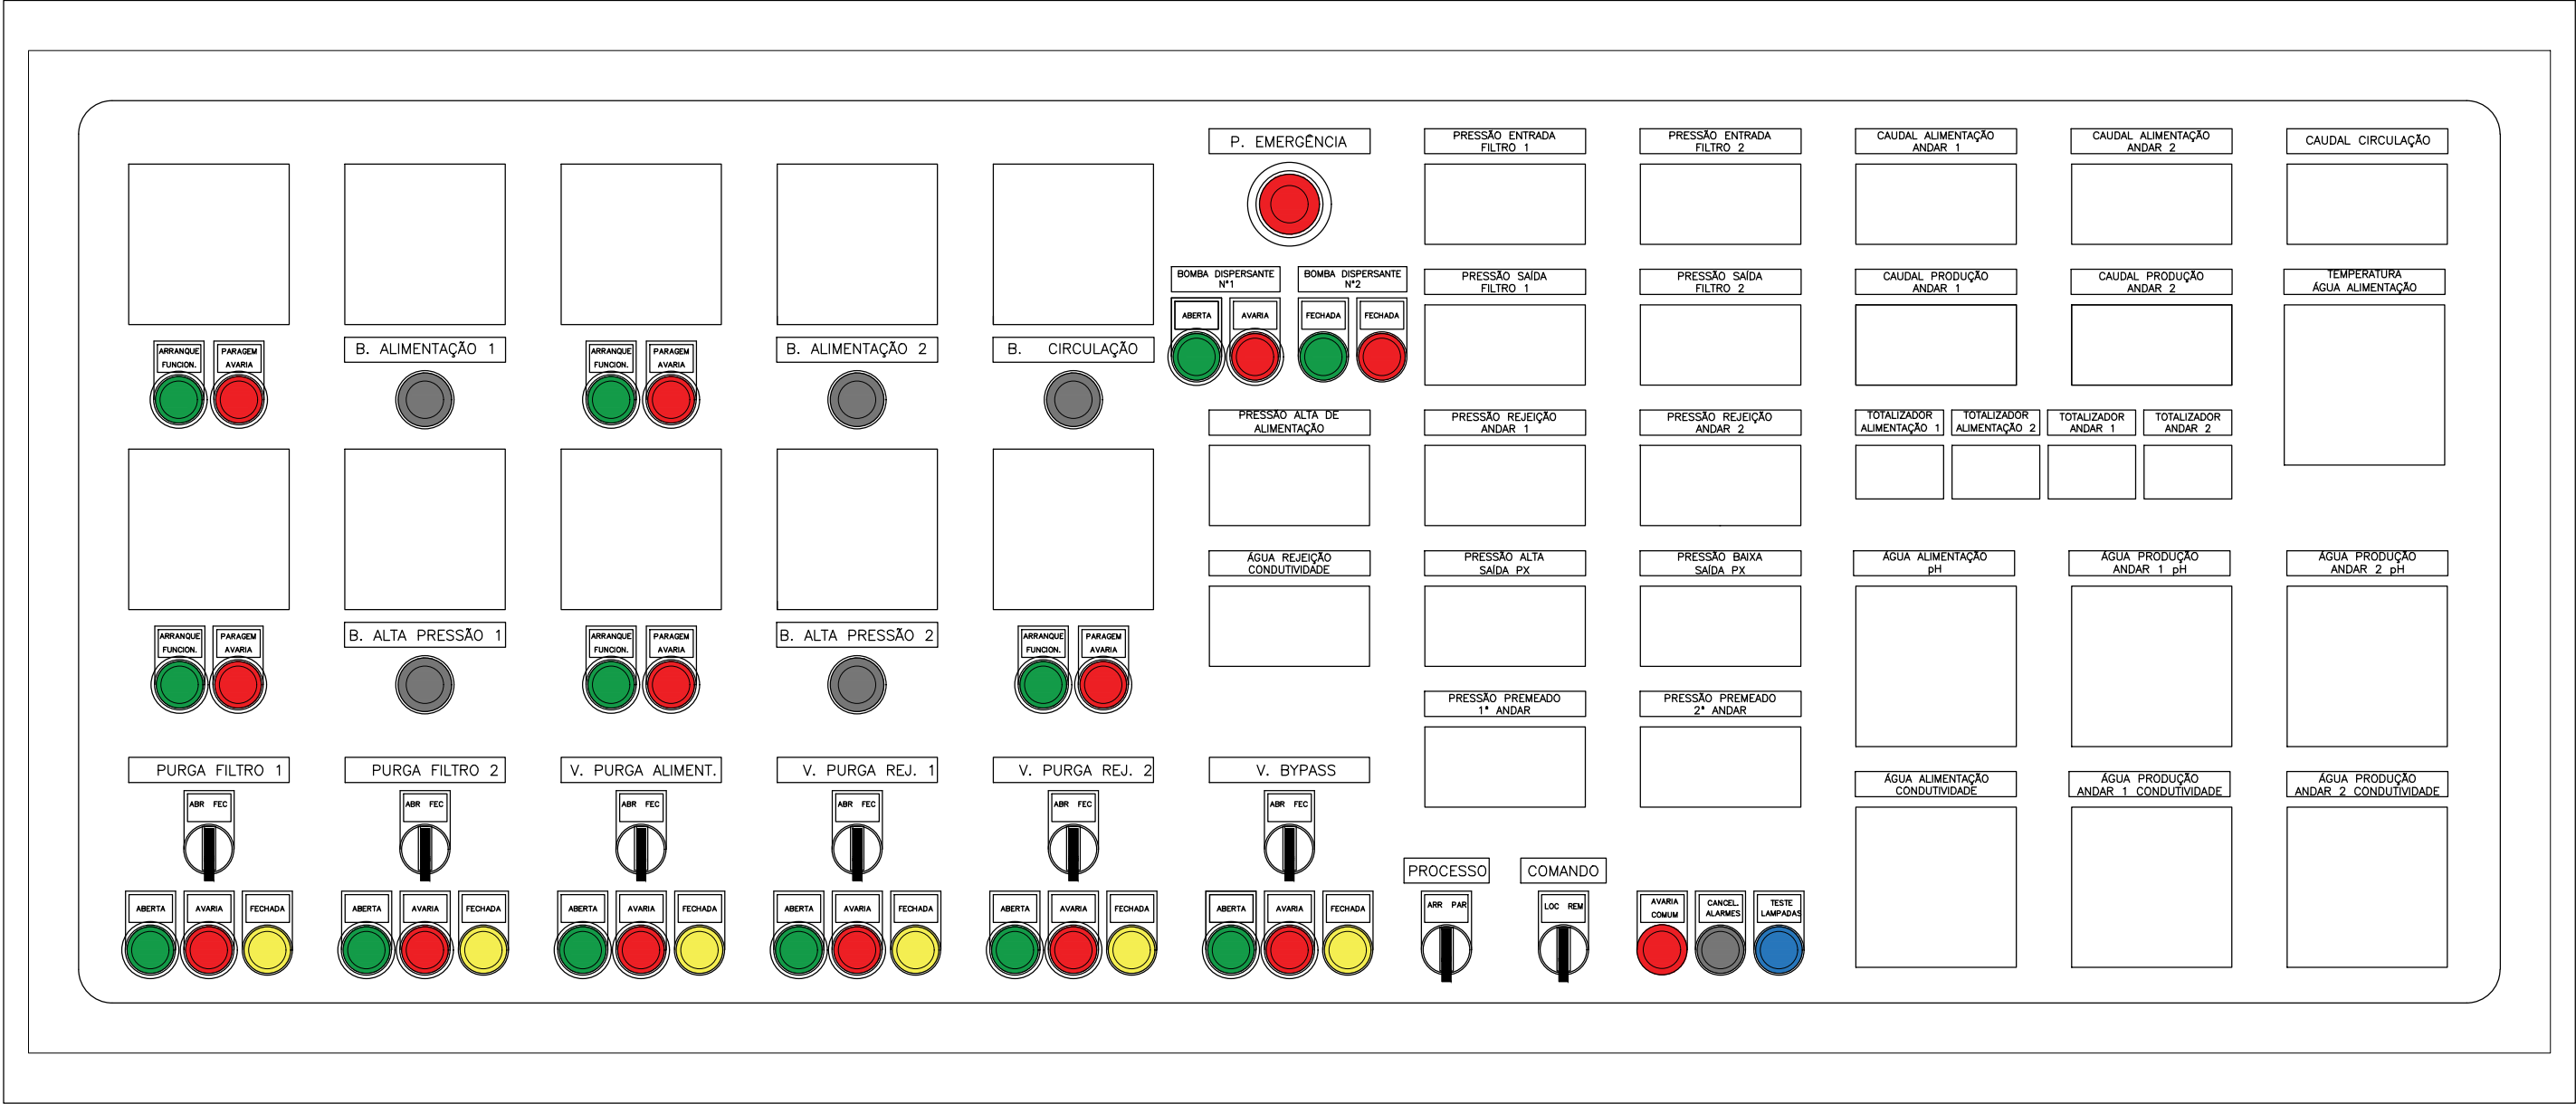 P. EMERGÊNCIA
PRESSÃO ENTRADA
FILTRO 1
PRESSÃO ENTRADA
FILTRO 2
CAUDAL ALIMENTAÇÃO
ANDAR 1
CAUDAL ALIMENTAÇÃO
ANDAR 2
CAUDAL CIRCULAÇÃO
BOMBA DISPERSANTE
N°1
BOMBA DISPERSANTE
N°2
PRESSÃO SAÍDA
FILTRO 1
PRESSÃO SAÍDA
FILTRO 2
CAUDAL PRODUÇÃO
ANDAR 1
CAUDAL PRODUÇÃO
ANDAR 2
TEMPERATURA
ÁGUA ALIMENTAÇÃO
ABERTA
AVARIA
FECHADA
FECHADA
ARRANQUE
FUNCION.
PARAGEM
AVARIA
B. ALIMENTAÇÃO 1
ARRANQUE
FUNCION.
PARAGEM
AVARIA
B. ALIMENTAÇÃO 2
B. CIRCULAÇÃO
PRESSÃO ALTA DE
ALIMENTAÇÃO
PRESSÃO REJEIÇÃO
ANDAR 1
PRESSÃO REJEIÇÃO
ANDAR 2
TOTALIZADOR
ALIMENTAÇÃO 1
TOTALIZADOR
ALIMENTAÇÃO 2
TOTALIZADOR
ANDAR 1
TOTALIZADOR
ANDAR 2
ÁGUA REJEIÇÃO
CONDUTIVIDADE
PRESSÃO ALTA
SAÍDA PX
PRESSÃO BAIXA
SAÍDA PX
ÁGUA ALIMENTAÇÃO
pH
ÁGUA PRODUÇÃO
ANDAR 1 pH
ÁGUA PRODUÇÃO
ANDAR 2 pH
ARRANQUE
FUNCION.
PARAGEM
AVARIA
B. ALTA PRESSÃO 1
ARRANQUE
FUNCION.
PARAGEM
AVARIA
B. ALTA PRESSÃO 2
ARRANQUE
FUNCION.
PARAGEM
AVARIA
PRESSÃO PREMEADO
1° ANDAR
PRESSÃO PREMEADO
2° ANDAR
PURGA FILTRO 1
PURGA FILTRO 2
V. PURGA ALIMENT.
V. PURGA REJ. 1
V. PURGA REJ. 2
V. BYPASS
ÁGUA ALIMENTAÇÃO
CONDUTIVIDADE
ÁGUA PRODUÇÃO
ANDAR 1 CONDUTIVIDADE
ÁGUA PRODUÇÃO
ANDAR 2 CONDUTIVIDADE
ABR FEC
ABR FEC
ABR FEC
ABR FEC
ABR FEC
ABR FEC
PROCESSO
COMANDO
ABERTA
AVARIA
FECHADA
ABERTA
AVARIA
FECHADA
ABERTA
AVARIA
FECHADA
ABERTA
AVARIA
FECHADA
ABERTA
AVARIA
FECHADA
ABERTA
AVARIA
FECHADA
ARR PAR
LOC REM
AVARIA
COMUM
CANCEL.
ALARMES
TESTE
LAMPADAS